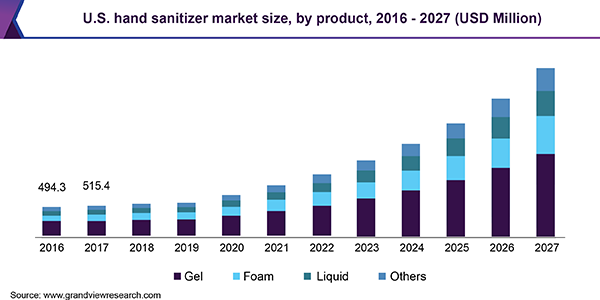 U.S. hand sanitizer market size, by product, 2016 - 2027 (USD Million)
494.3 515.4
2016 2017 2018 2019 2020 2021 2022 2023 2024 2025 2026 2027
Gel Foam Liquid Others
Source: www.grandviewresearch.com